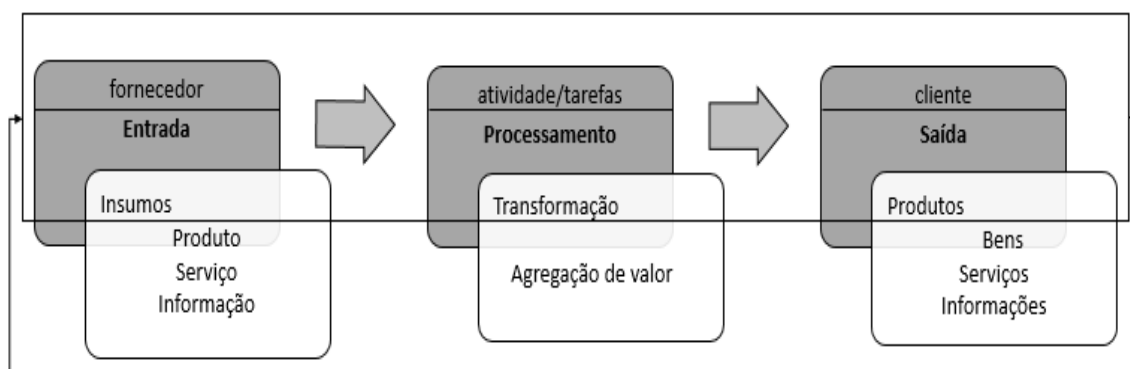 fornecedor
Entrada
Insumos
Produto
Serviço
Informação
atividade/tarefas
Processamento
Transformação
Agregação de valor
cliente
Saída
Produtos
Bens
Serviços
Informações